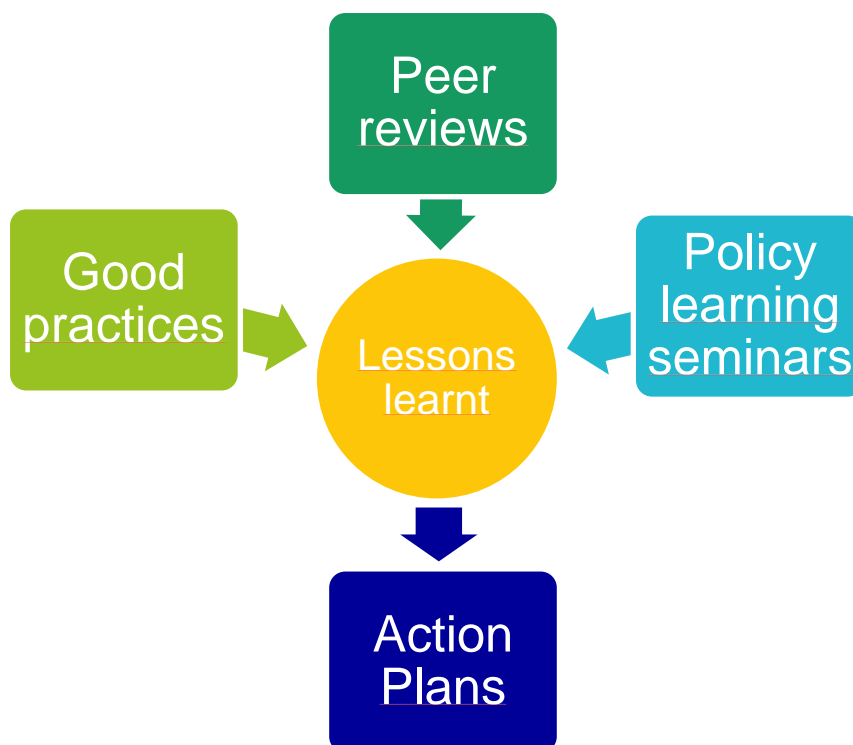 Peer
reviews
Good
practices
Policy
learning
seminars
Lessons
learnt
Action
Plans